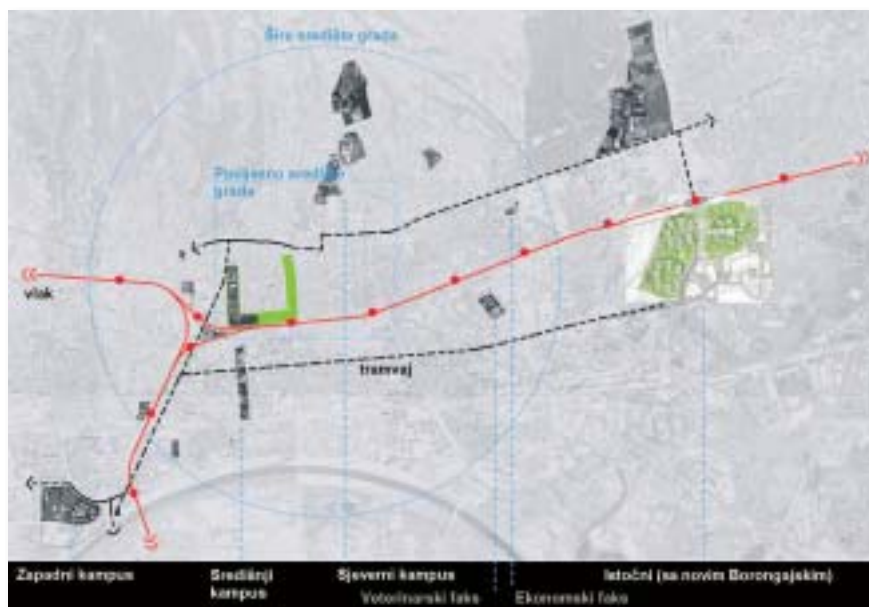 Šire središte grada
Povijesno središte
grada
vlak
tramvaj
Zapadni kampus
Središnji
kampus
Sjeverni kampus
Istočni (sa novim Borongajskim)
Veterinarski faks
Ekonomski faks